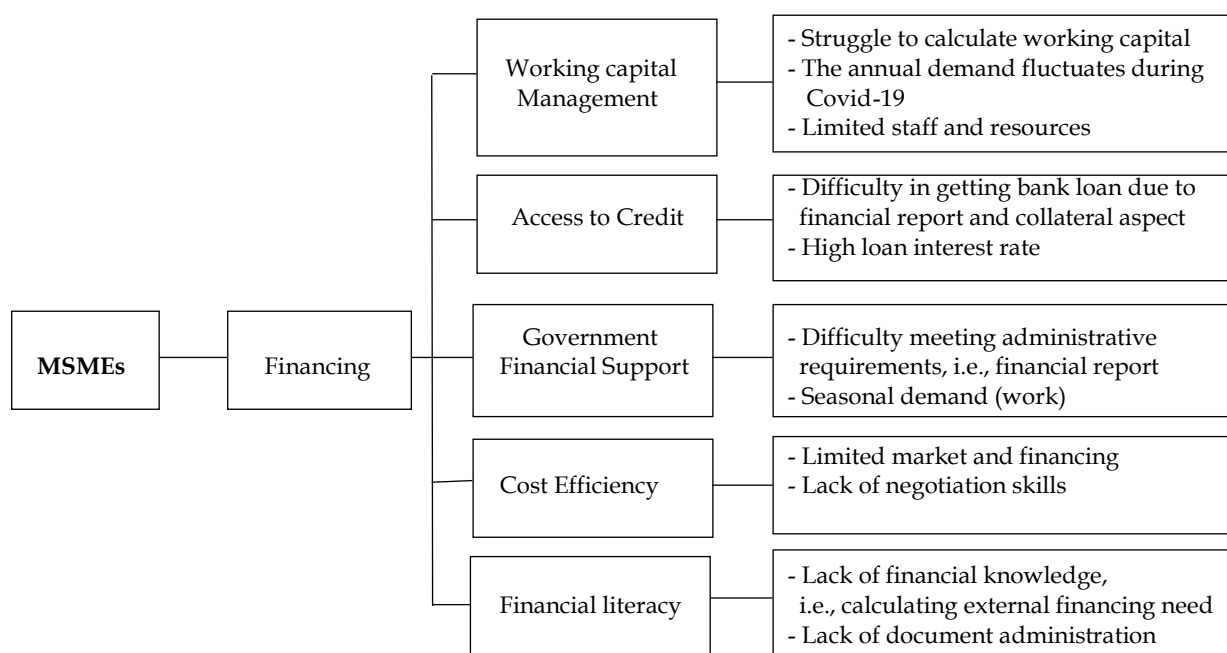 MSMEs
Financing
Working capital
Management
- Struggle to calculate working capital
- The annual demand fluctuates during
Covid-19
- Limited staff and resources
Access to Credit
- Difficulty in getting bank loan due to
financial report and collateral aspect
- High loan interest rate
Government
Financial Support
- Difficulty meeting administrative
requirements, i.e., financial report
- Seasonal demand (work)
Cost Efficiency
- Limited market and financing
- Lack of negotiation skills
Financial literacy
- Lack of financial knowledge,
i.e., calculating external financing need
- Lack of document administration